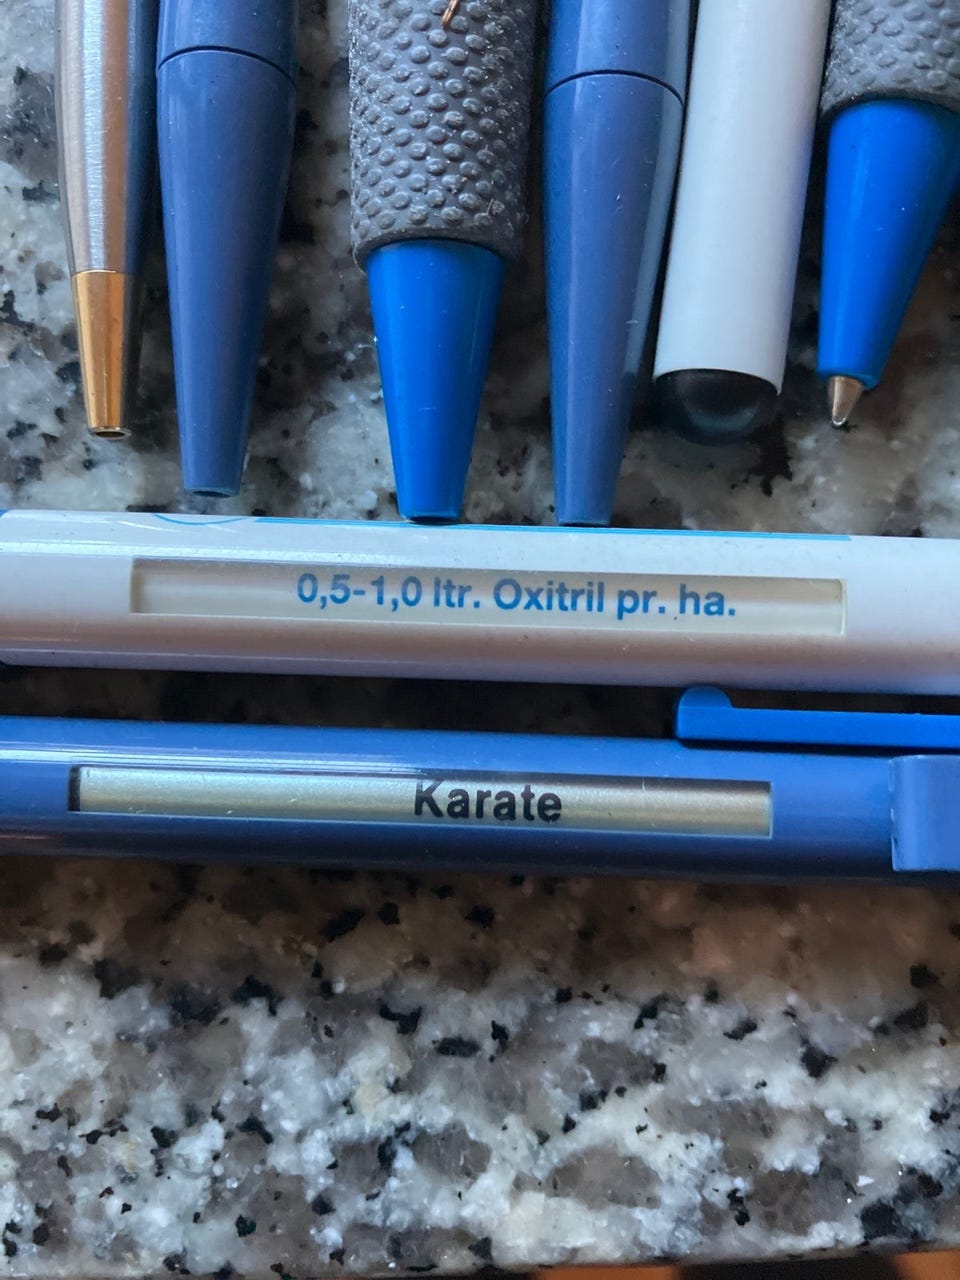 0,5-1,0 ltr. Oxitril pr. ha.
Karate